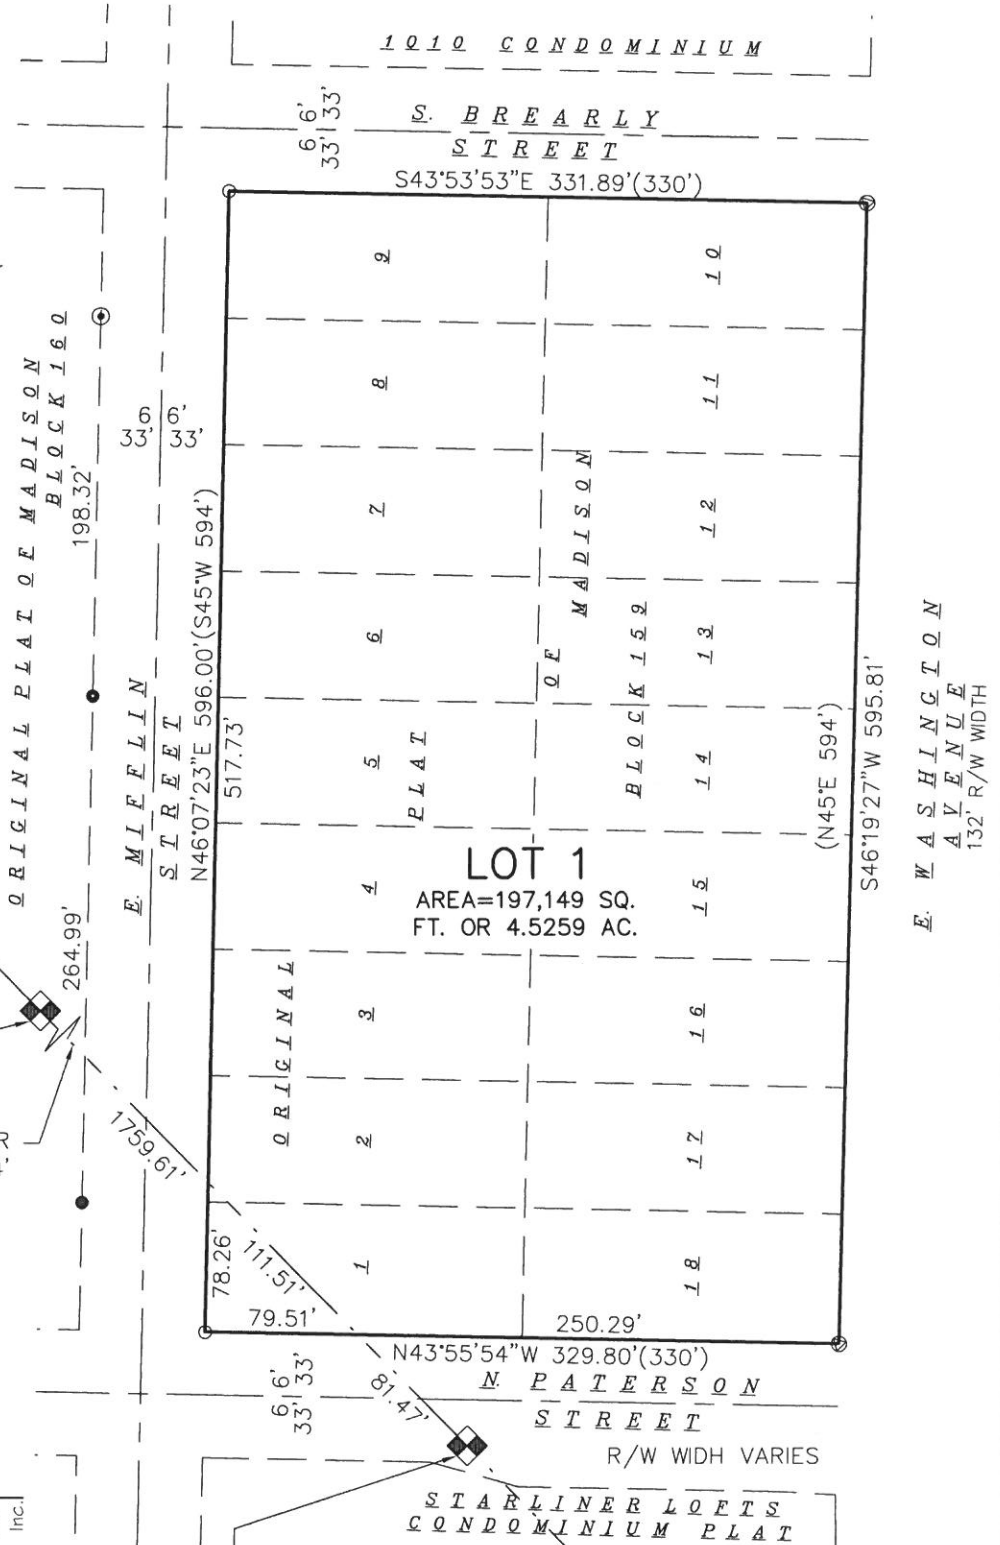 1010 CONDOMINIUM
S. BREARLY
STREET
6' 33'
6 33'
S43°53'53"E 331.89'(330')
9
10
8
11
7
12
6
13
5
14
4
15
3
16
2
17
1
18
ORIGINAL PLAT OF MADISON
BLOCK 160
198.32'
6 6'
33' 33'
264.99'
E. MIFFLIN
STREET
N46°07'23"E 596.00'(S45°W 594')
517.73'
ORIGINAL
PLAT
OF
MADISON
BLOCK 159
LOT 1
AREA=197,149 SQ.
FT. OR 4.5259 AC.
(N45°E 594')
S46°19'27"W 595.81'
E. WASHINGTON
AVENUE
132' R/W WIDTH
1759.61'
78.26'
111.51'
79.51'
250.29'
N43°55'54"W 329.80'(330')
81.47'
6' 33'
6 33'
N. PATERSON
STREET
R/W WIDH VARIES
STARLINER LOFTS
CONDOMINIUM PLAT
Inc.